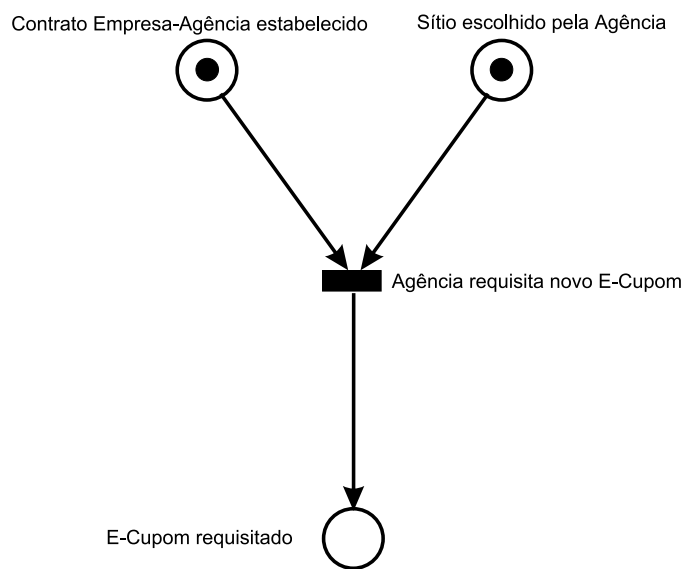 Contrato Empresa-Agência estabelecido
Sítio escolhido pela Agência
Agência requisita novo E-Cupom
E-Cupom requisitado